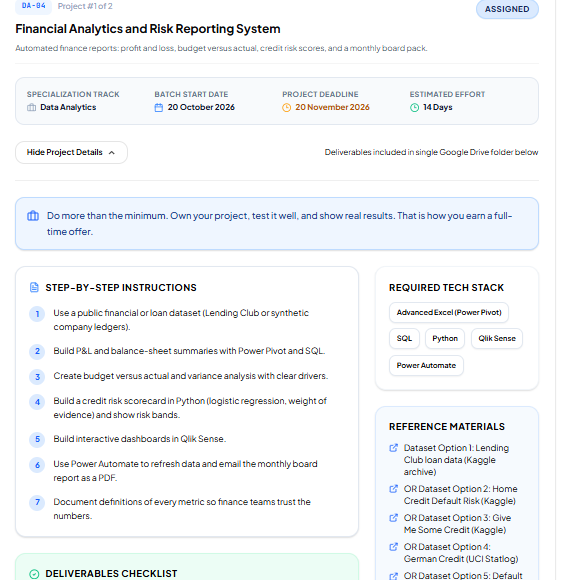 DA-04 Project #1 of 2
ASSIGNED
Financial Analytics and Risk Reporting System
Automated finance reports: profit and loss, budget versus actual, credit risk scores, and a monthly board pack.
SPECIALIZATION TRACK
Data Analytics
BATCH START DATE
20 October 2026
PROJECT DEADLINE
20 November 2026
ESTIMATED EFFORT
14 Days
Hide Project Details
Deliverables included in single Google Drive folder below
Do more than the minimum. Own your project, test it well, and show real results. That is how you earn a full-
time offer.
STEP-BY-STEP INSTRUCTIONS
1 Use a public financial or loan dataset (Lending Club or synthetic
company ledgers).
2 Build P&L and balance-sheet summaries with Power Pivot and SQL.
3 Create budget versus actual and variance analysis with clear drivers.
4 Build a credit risk scorecard in Python (logistic regression, weight of
evidence) and show risk bands.
5 Build interactive dashboards in Qlik Sense.
6 Use Power Automate to refresh data and email the monthly board
report as a PDF.
7 Document definitions of every metric so finance teams trust the
numbers.
DELIVERABLES CHECKLIST
REQUIRED TECH STACK
Advanced Excel (Power Pivot)
SQL Python Qlik Sense
Power Automate
REFERENCE MATERIALS
Dataset Option 1: Lending
Club loan data (Kaggle
archive)
OR Dataset Option 2: Home
Credit Default Risk (Kaggle)
OR Dataset Option 3: Give
Me Some Credit (Kaggle)
OR Dataset Option 4:
German Credit (UCI Statlog)
OR Dataset Option 5: Default